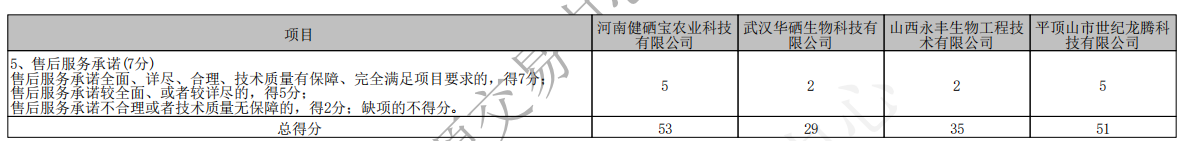 项目
河南健硒宝农业科技有限公司
武汉华硒生物科技有限公司
山西永丰生物工程技术有限公司
平顶山市世纪龙腾科技有限公司
5、售后服务承诺(7分)
售后服务承诺全面、详尽、合理、技术质量有保障、完全满足项目要求的，得7分；
售后服务承诺较全面、或者较详尽的，得5分；
售后服务承诺不合理或者技术质量无保障的，得2分；缺项的不得分。
5
2
2
5
总得分
53
29
35
51
源交易中心
中心